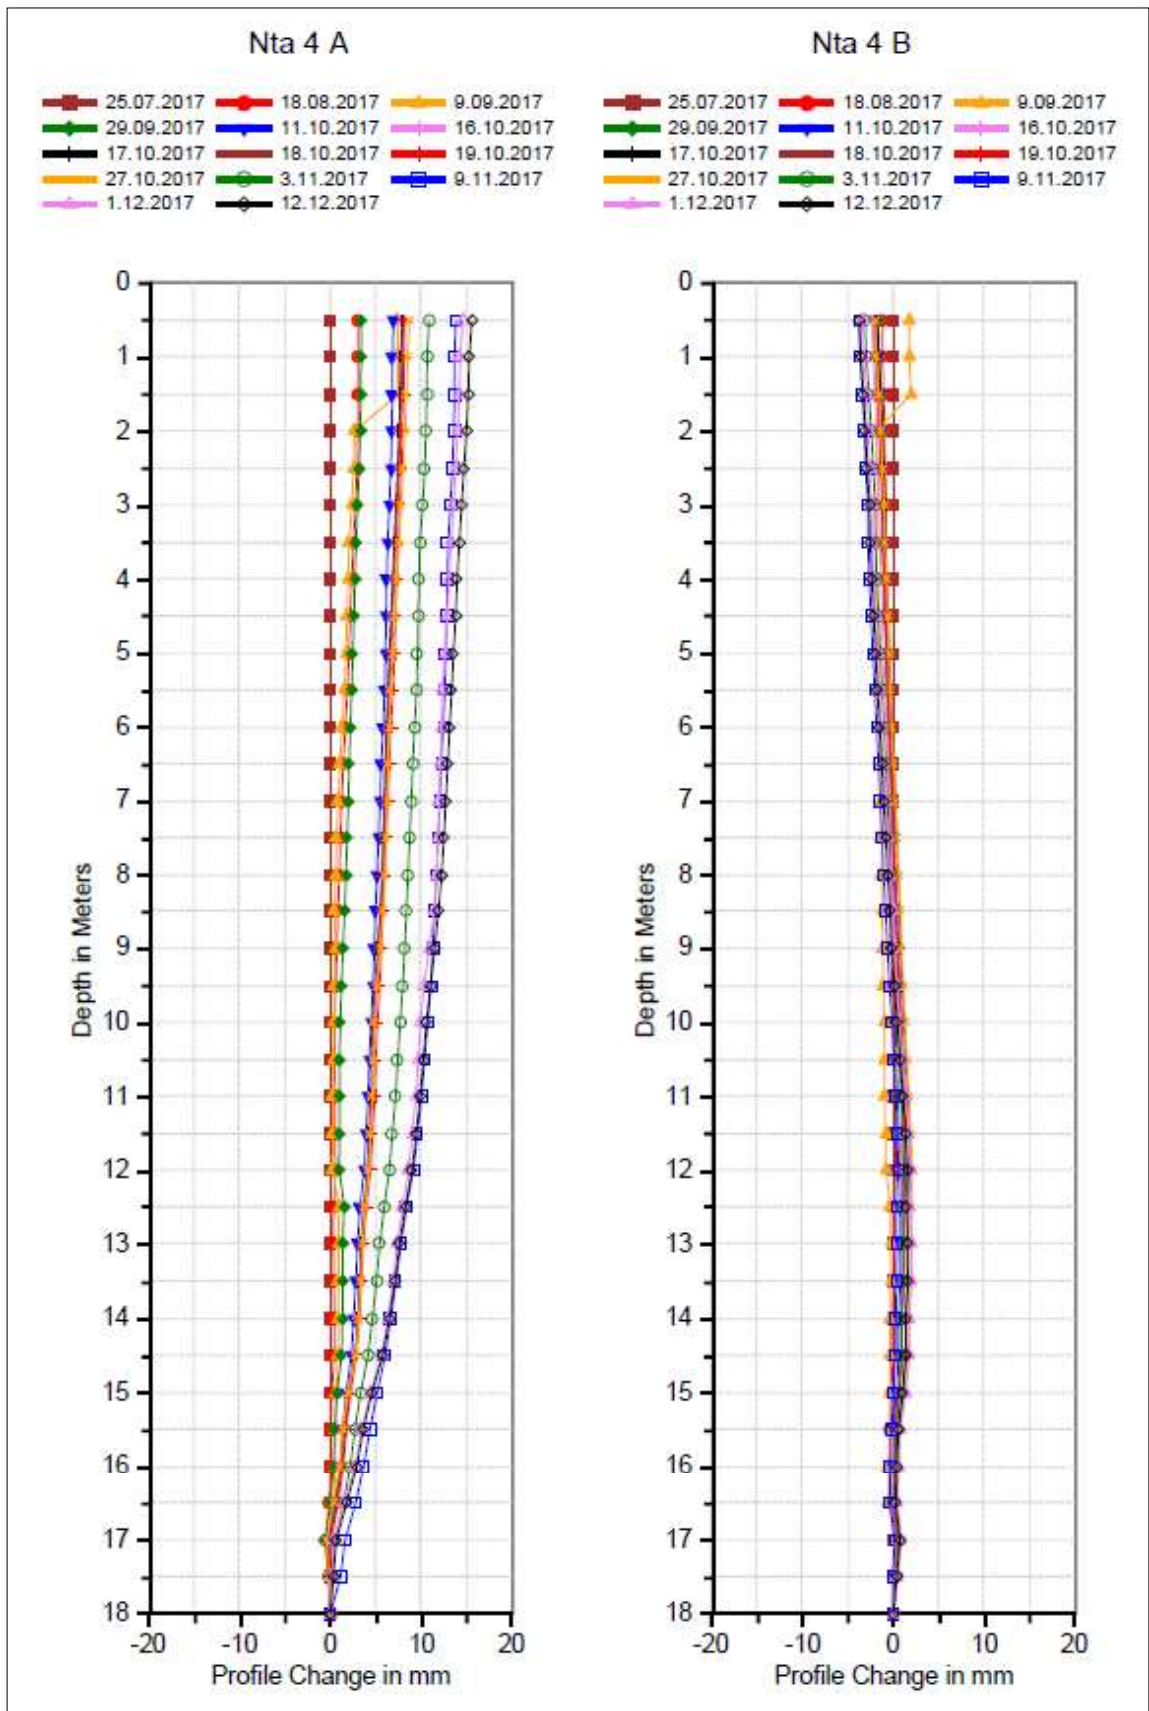 Nta 4 A
25.07.2017 18.08.2017 9.09.2017
29.09.2017 11.10.2017 16.10.2017
17.10.2017 18.10.2017 19.10.2017
27.10.2017 3.11.2017 9.11.2017
1.12.2017 12.12.2017
0
1
2
3
4
5
6
7
8
9
10
11
12
13
14
15
16
17
18
Depth in Meters
-20 -10 0 10 20
Profile Change in mm
Nta 4 B
25.07.2017 18.08.2017 9.09.2017
29.09.2017 11.10.2017 16.10.2017
17.10.2017 18.10.2017 19.10.2017
27.10.2017 3.11.2017 9.11.2017
1.12.2017 12.12.2017
0
1
2
3
4
5
6
7
8
9
10
11
12
13
14
15
16
17
18
Depth in Meters
-20 -10 0 10 20
Profile Change in mm